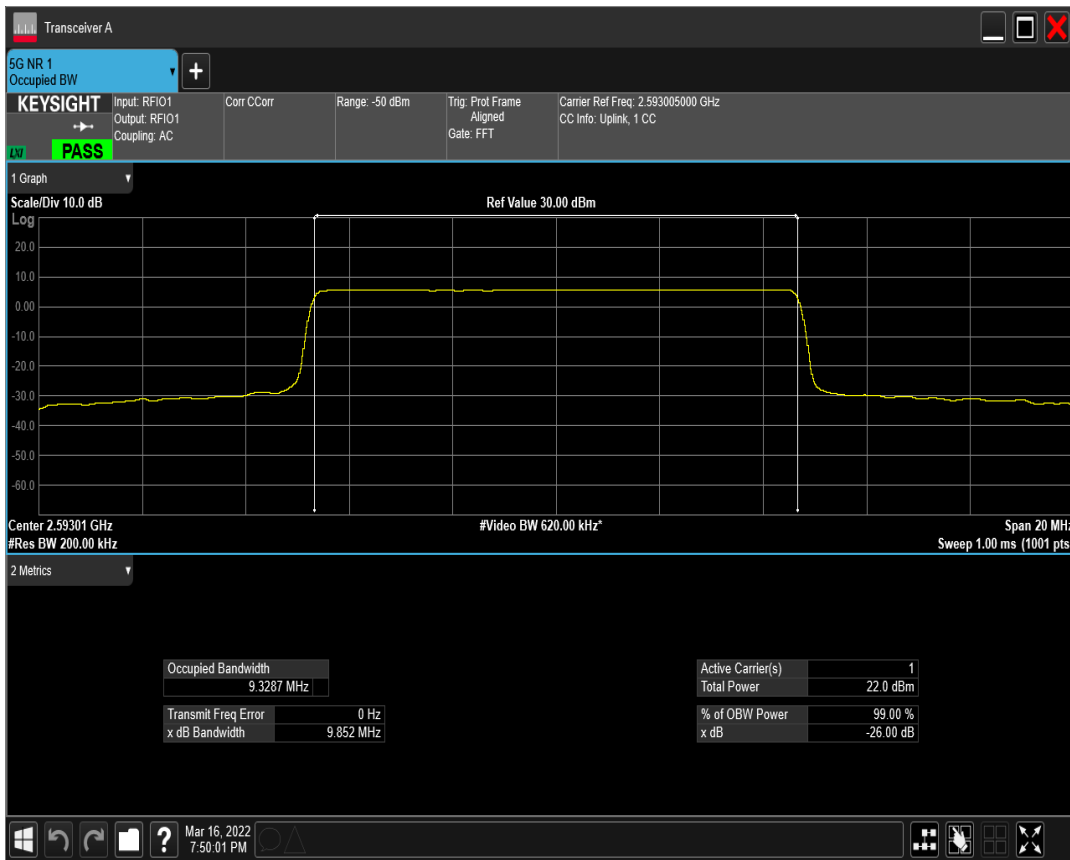 Transceiver A
5G NR 1
Occupied BW
+
KEYSIGHT
LXI
PASS
Input: RFIO1
Output: RFIO1
Coupling: AC
Corr CCorr
Range: -50 dBm
Trig: Prot Frame
Aligned
Gate: FFT
Carrier Ref Freq: 2.593005000 GHz
CC Info: Uplink, 1 CC
1 Graph
Scale/Div 10.0 dB
Ref Value 30.00 dBm
Log
20.0
10.0
0.00
-10.0
-20.0
-30.0
-40.0
-50.0
-60.0
Center 2.59301 GHz
#Video BW 620.00 kHz*
Span 20 MHz
#Res BW 200.00 kHz
Sweep 1.00 ms (1001 pts
2 Metrics
Occupied Bandwidth
9.3287 MHz
Transmit Freq Error 0 Hz
x dB Bandwidth 9.852 MHz
Active Carrier(s) 1
Total Power 22.0 dBm
% of OBW Power 99.00 %
x dB -26.00 dB
?
Mar 16, 2022
7:50:01 PM